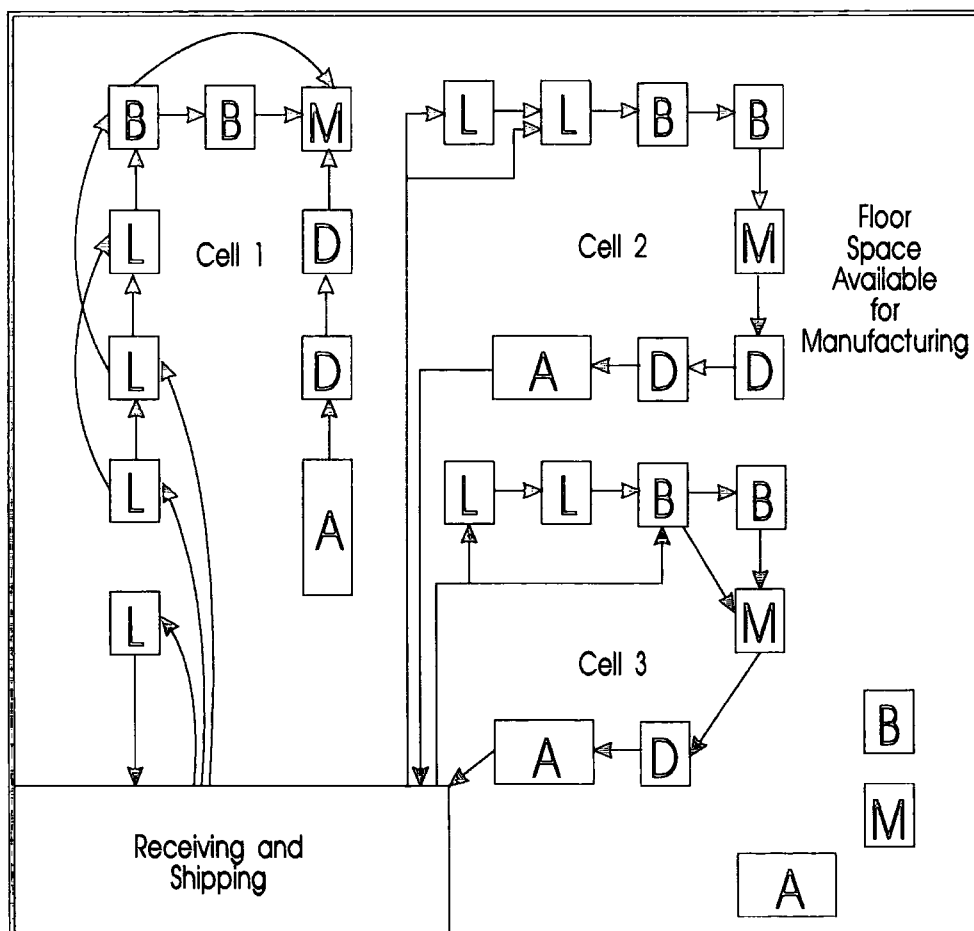 B B M
L L B B
L Cell 1 D
Cell 2
M
Floor
Space
Available
for
Manufacturing
L D
A D D
L
A
L L B B
L
M
Cell 3
A D
B
M
A
Receiving and
Shipping